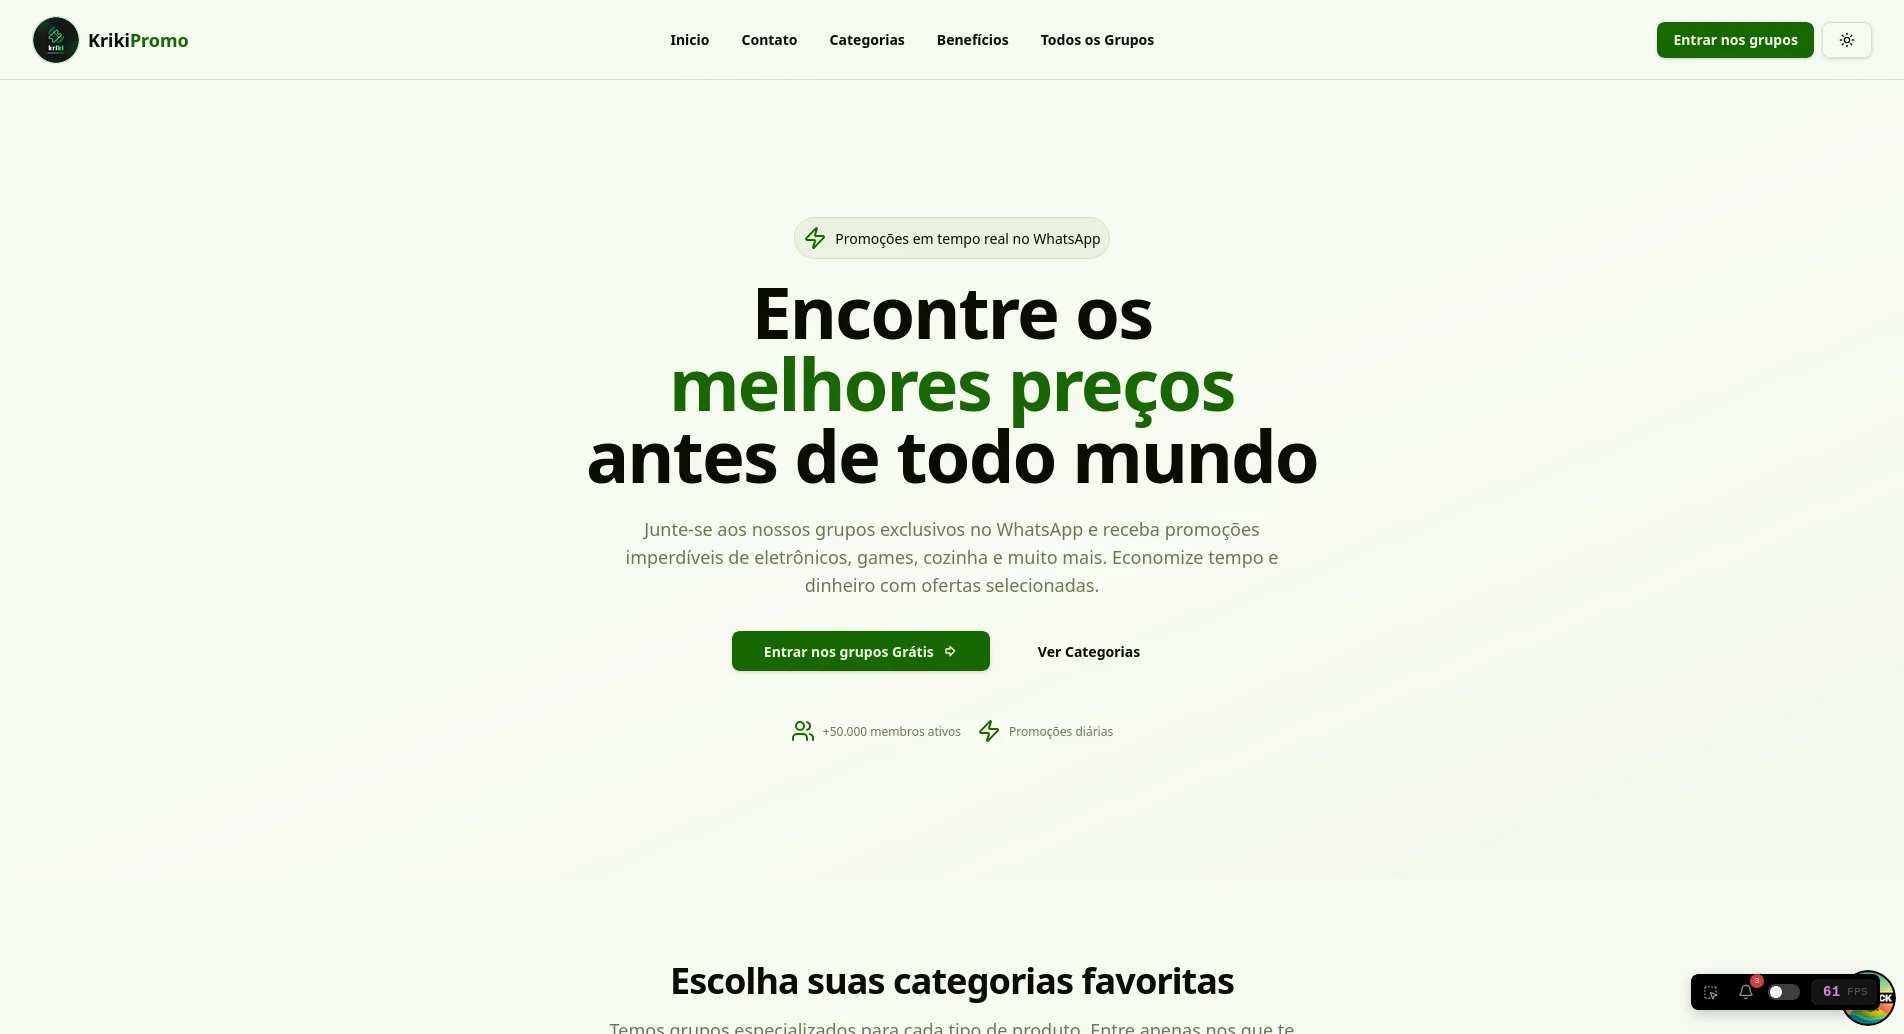 kriki
KrikiPromo
Inicio
Contato
Categorias
Benefícios
Todos os Grupos
Entrar nos grupos
Promoções em tempo real no WhatsApp
Encontre os
melhores preços
antes de todo mundo
Junte-se aos nossos grupos exclusivos no WhatsApp e receba promoções
imperdíveis de eletrônicos, games, cozinha e muito mais. Economize tempo e
dinheiro com ofertas selecionadas.
Entrar nos grupos Grátis
Ver Categorias
+50.000 membros ativos
Promoções diárias
Escolha suas categorias favoritas
Temos grupos especializados para cada tipo de produto. Entre apenas nos que te
3
61 FPS
CK